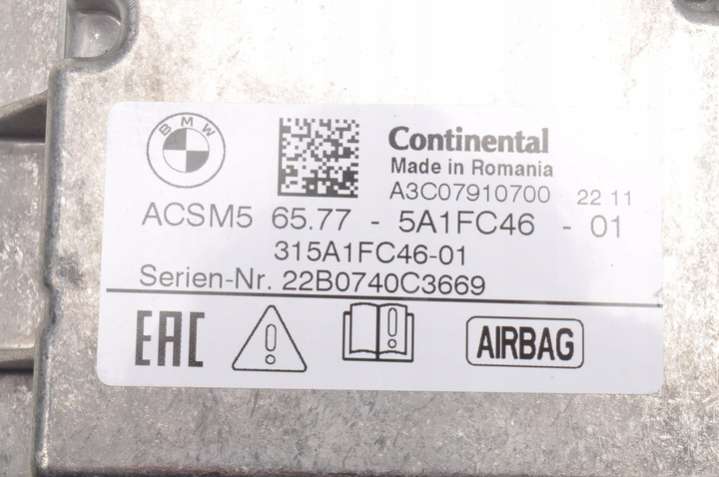 BMW
Continental
Made in Romania
A3C07910700 22 11
ACSM5 65.77 - 5A1FC46 - 01
315A1FC46-01
Serien-Nr. 22B0740C3669
EAC AIRBAG